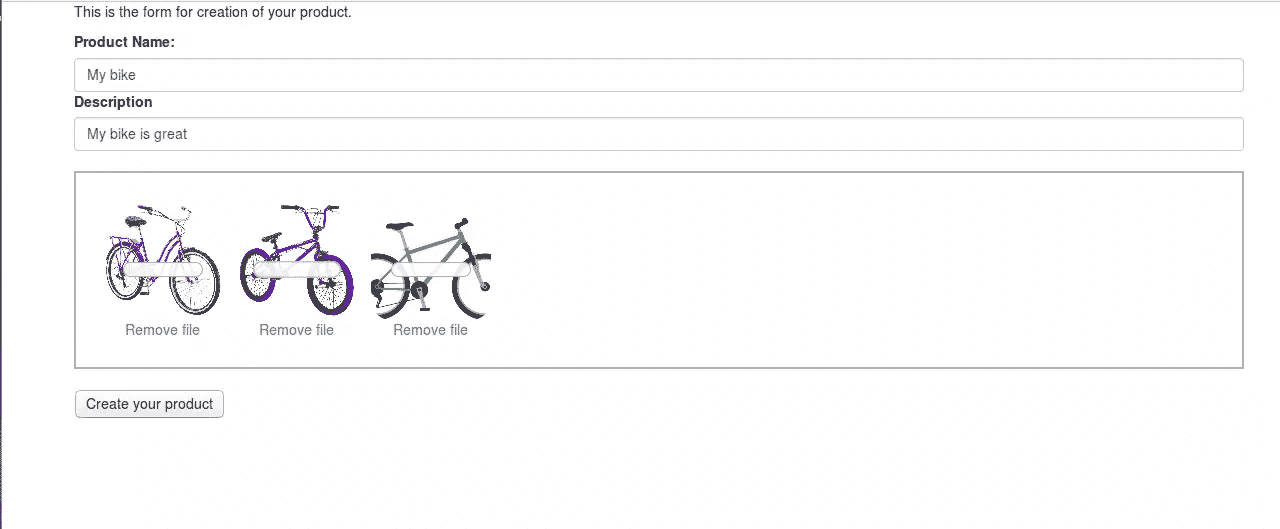 This is the form for creation of your product.
Product Name:
My bike
Description
My bike is great
Remove file Remove file Remove file
Create your product